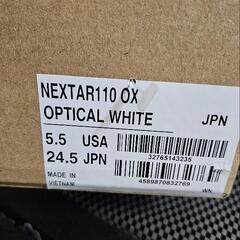 NEXTAR110 OX
OPTICAL WHITE JPN
5.5 USA
24.5 JPN
32765143235
MADE IN
VIETNAM
4589870832769
WN